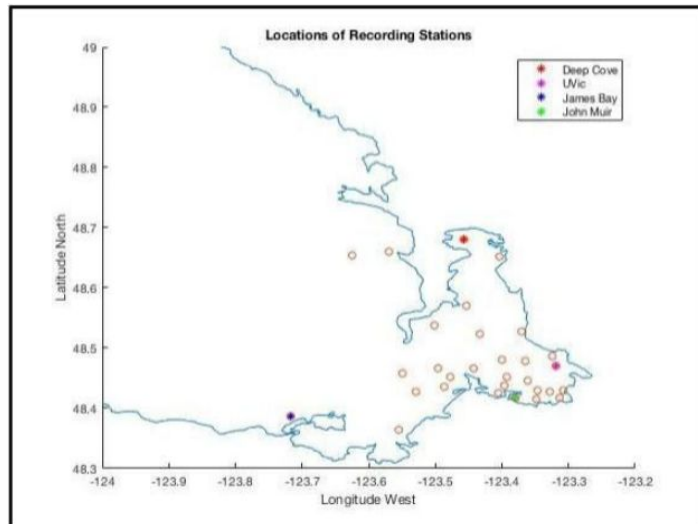 Locations of Recording Stations
49
48.9
48.8
48.7
48.6
48.5
48.4
48.3
Latitude North
Deep Cove
UVic
James Bay
John Muir
-124
-123.9
-123.8
-123.7
-123.6
-123.5
-123.4
-123.3
-123.2
Longitude West